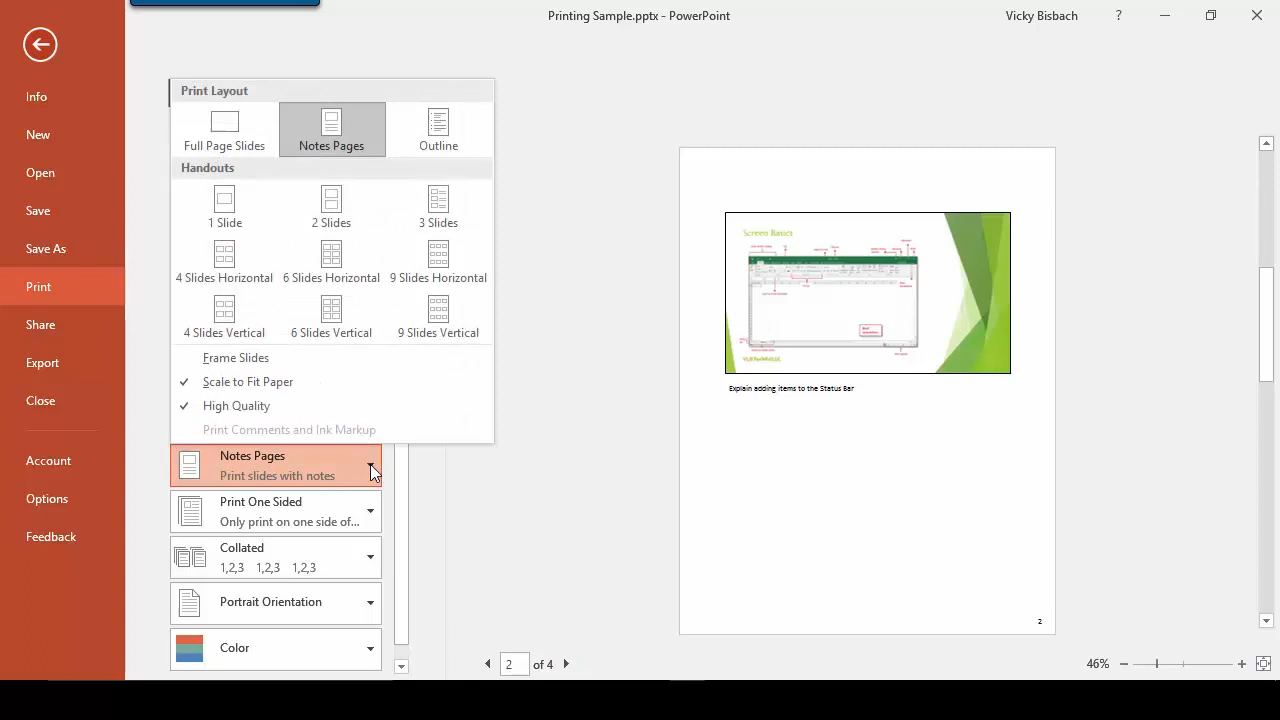 Printing Sample.pptx - PowerPoint
Vicky Bisbach
?
Info
New
Open
Save
Save As
Print
Share
Export
Close
Account
Options
Feedback
Print Layout
Full Page Slides
Notes Pages
Outline
Handouts
1 Slide
2 Slides
3 Slides
4 Slides Horizontal
6 Slides Horizontal
9 Slides Horizontal
4 Slides Vertical
6 Slides Vertical
9 Slides Vertical
Frame Slides
Scale to Fit Paper
High Quality
Print Comments and Ink Markup
Notes Pages
Print slides with notes
Print One Sided
Only print on one side of...
Collated
1,2,3 1,2,3 1,2,3
Portrait Orientation
Color
Screen Basics
Explain adding items to the Status Bar
2
2 of 4
46%